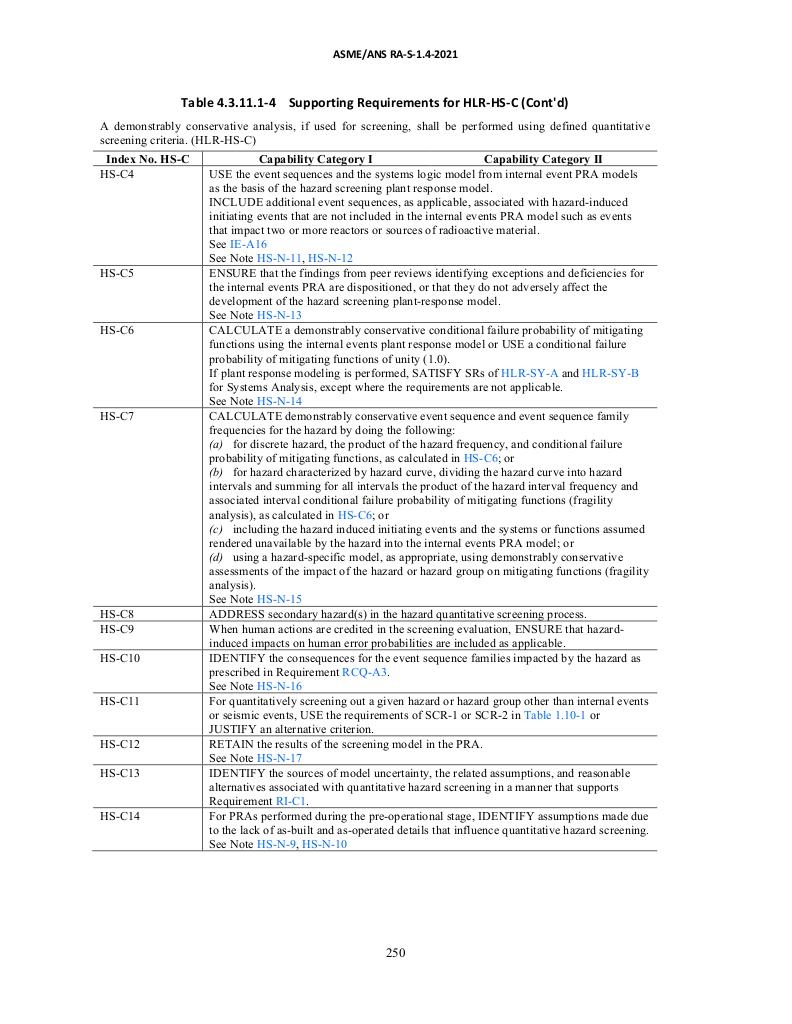 ASME/ANS RA-S-1.4-2021
Table 4.3.11.1-4 Supporting Requirements for HLR-HS-C (Cont'd)
A demonstrably conservative analysis, if used for screening, shall be performed using defined quantitative
screening criteria. (HLR-HS-C)
Index No. HS-C Capability Category I Capability Category II
HS-C4 USE the event sequences and the systems logic model from internal event PRA models
as the basis of the hazard screening plant response model.
INCLUDE additional event sequences, as applicable, associated with hazard-induced
initiating events that are not included in the internal events PRA model such as events
that impact two or more reactors or sources of radioactive material.
See IE-A16
See Note HS-N-11, HS-N-12
HS-C5 ENSURE that the findings from peer reviews identifying exceptions and deficiencies for
the internal events PRA are dispositioned, or that they do not adversely affect the
development of the hazard screening plant-response model.
See Note HS-N-13
HS-C6 CALCULATE a demonstrably conservative conditional failure probability of mitigating
functions using the internal events plant response model or USE a conditional failure
probability of mitigating functions of unity (1.0).
If plant response modeling is performed, SATISFY SRs of HLR-SY-A and HLR-SY-B
for Systems Analysis, except where the requirements are not applicable.
See Note HS-N-14
HS-C7 CALCULATE demonstrably conservative event sequence and event sequence family
frequencies for the hazard by doing the following:
(a) for discrete hazard, the product of the hazard frequency, and conditional failure
probability of mitigating functions, as calculated in HS-C6; or
(b) for hazard characterized by hazard curve, dividing the hazard curve into hazard
intervals and summing for all intervals the product of the hazard interval frequency and
associated interval conditional failure probability of mitigating functions (fragility
analysis), as calculated in HS-C6; or
(c) including the hazard induced initiating events and the systems or functions assumed
rendered unavailable by the hazard into the internal events PRA model; or
(d) using a hazard-specific model, as appropriate, using demonstrably conservative
assessments of the impact of the hazard or hazard group on mitigating functions (fragility
analysis).
See Note HS-N-15
HS-C8 ADDRESS secondary hazard(s) in the hazard quantitative screening process.
HS-C9 When human actions are credited in the screening evaluation, ENSURE that hazard-
induced impacts on human error probabilities are included as applicable.
HS-C10 IDENTIFY the consequences for the event sequence families impacted by the hazard as
prescribed in Requirement RCQ-A3.
See Note HS-N-16
HS-C11 For quantitatively screening out a given hazard or hazard group other than internal events
or seismic events, USE the requirements of SCR-1 or SCR-2 in Table 1.10-1 or
JUSTIFY an alternative criterion.
HS-C12 RETAIN the results of the screening model in the PRA.
See Note HS-N-17
HS-C13 IDENTIFY the sources of model uncertainty, the related assumptions, and reasonable
alternatives associated with quantitative hazard screening in a manner that supports
Requirement RI-C1.
HS-C14 For PRAs performed during the pre-operational stage, IDENTIFY assumptions made due
to the lack of as-built and as-operated details that influence quantitative hazard screening.
See Note HS-N-9, HS-N-10
250